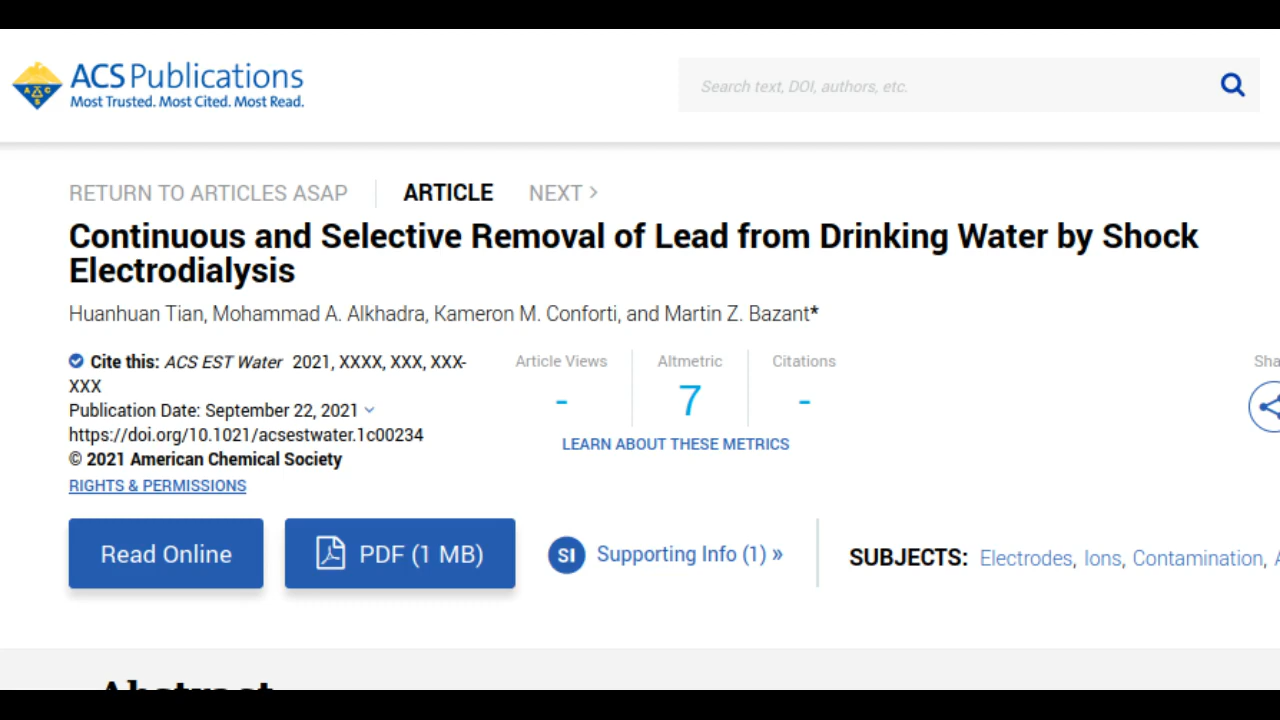 ACS Publications
Most Trusted. Most Cited. Most Read.
A C S
Search text, DOI, authors, etc.
RETURN TO ARTICLES ASAP
ARTICLE
NEXT >
Continuous and Selective Removal of Lead from Drinking Water by Shock
Electrodialysis
Huanhuan Tian, Mohammad A. Alkhadra, Kameron M. Conforti, and Martin Z. Bazant*
Cite this: ACS EST Water 2021, XXXX, XXX, XXX-
XXX
Publication Date: September 22, 2021
https://doi.org/10.1021/acsestwater.1c00234
© 2021 American Chemical Society
RIGHTS & PERMISSIONS
Article Views
-
Altmetric
7
Citations
-
LEARN ABOUT THESE METRICS
Sha
Read Online
PDF (1 MB)
SI Supporting Info (1) »
SUBJECTS: Electrodes, Ions, Contamination,
Abstract